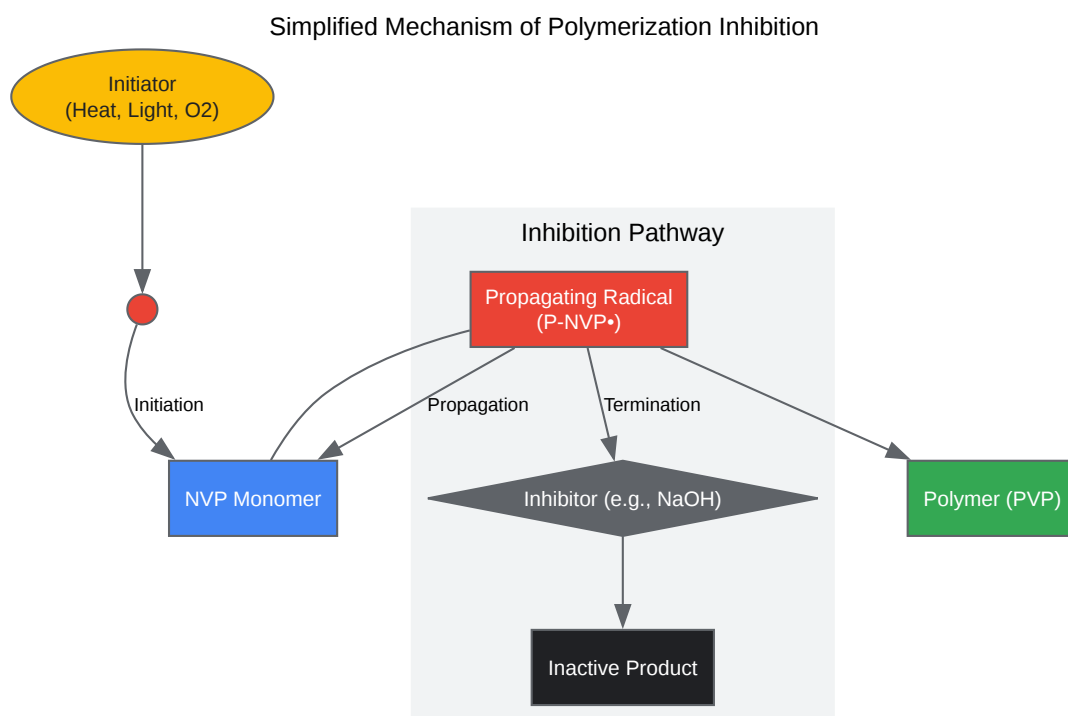 Simplified Mechanism of Polymerization Inhibition
Initiator
(Heat, Light, O2)
Inhibition Pathway
Propagating Radical
(P-NVP•)
Initiation
Propagation
Termination
NVP Monomer
Inhibitor (e.g., NaOH)
Polymer (PVP)
Inactive Product